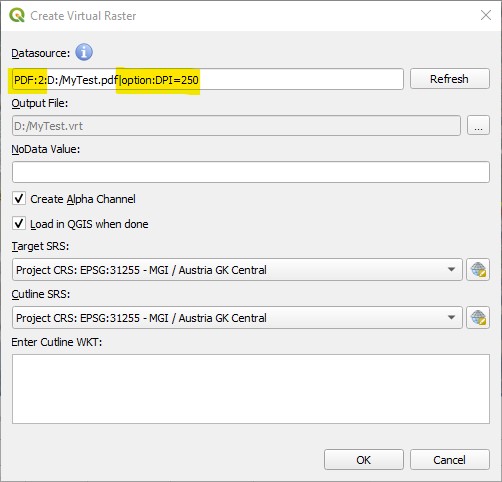 Create Virtual Raster
Datasource:
PDF:2:D:/MyTest.pdf|option:DPI=250
Refresh
Output File:
D:/MyTest.vrt
...
NoData Value:
Create Alpha Channel
Load in QGIS when done
Target SRS:
Project CRS: EPSG:31255 - MGI / Austria GK Central
Cutline SRS:
Project CRS: EPSG:31255 - MGI / Austria GK Central
Enter Cutline WKT:
OK
Cancel